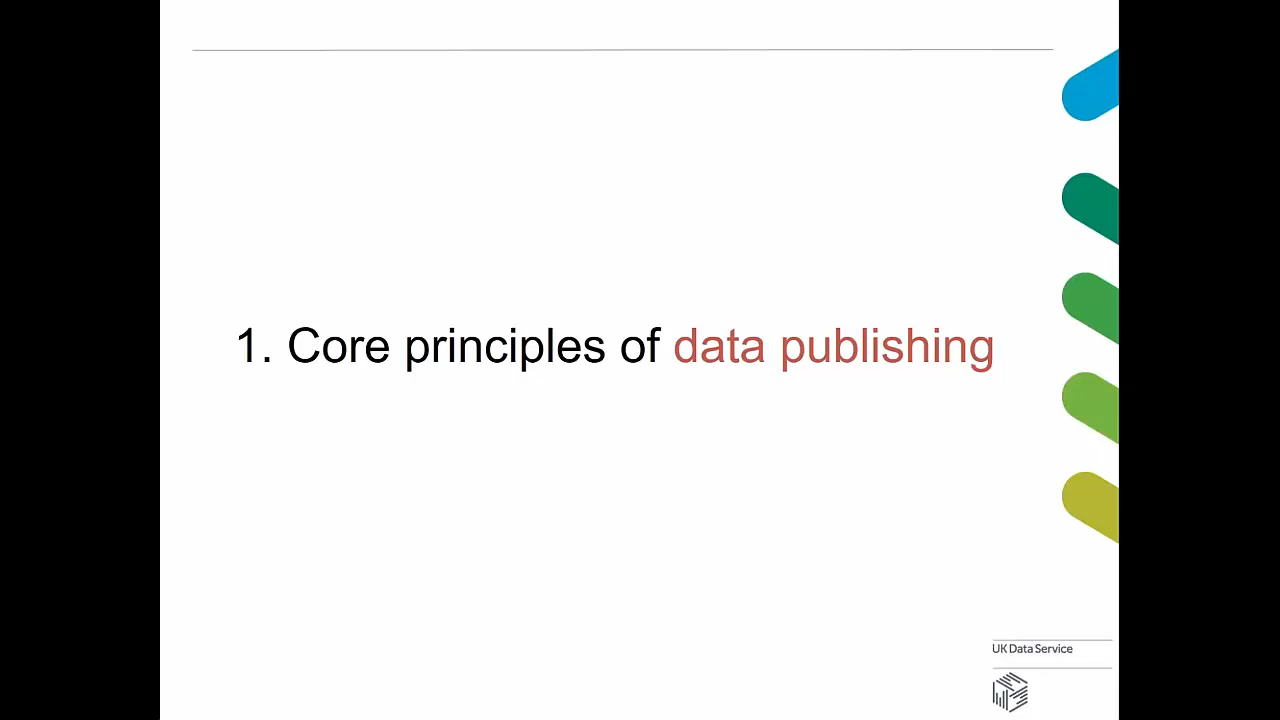 1. Core principles of data publishing
UK Data Service